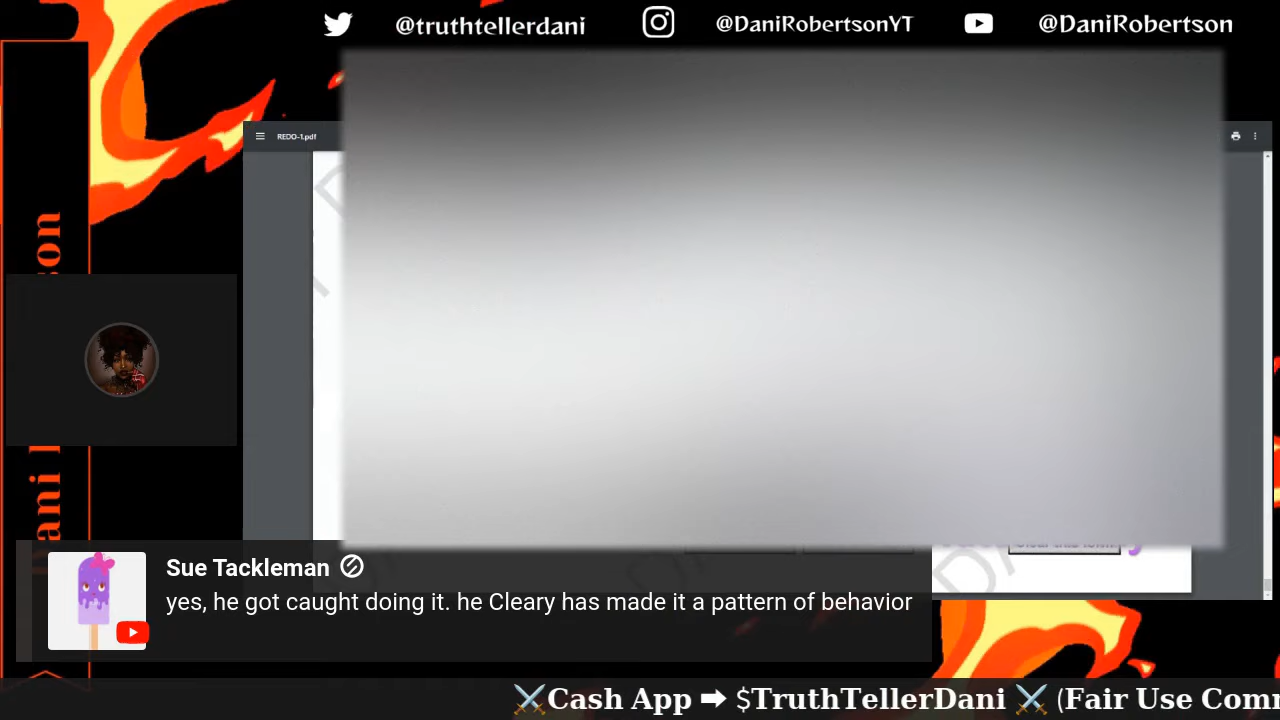 @truthtellerdani @DaniRobertsonYT @DaniRobertson
REDO-1.pdf
Sue Tackleman
yes, he got caught doing it. he Cleary has made it a pattern of behavior
⚔️Cash App ➡ $TruthTellerDani ⚔️ (Fair Use Com